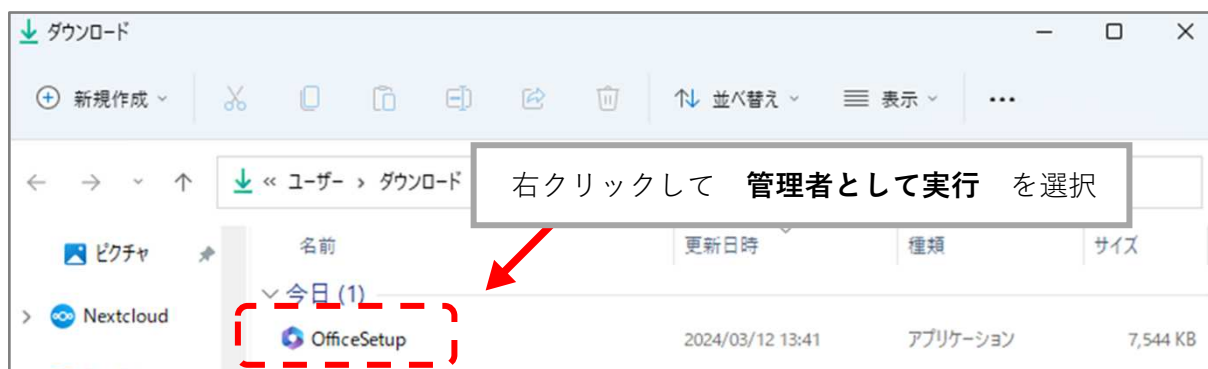 ダウンロード
新規作成
並べ替え
表示
« ユーザー › ダウンロード
右クリックして 管理者として実行 を選択
ピクチャ
名前
更新日時
種類
サイズ
今日 (1)
Nextcloud
OfficeSetup
2024/03/12 13:41
アプリケーション
7,544 KB